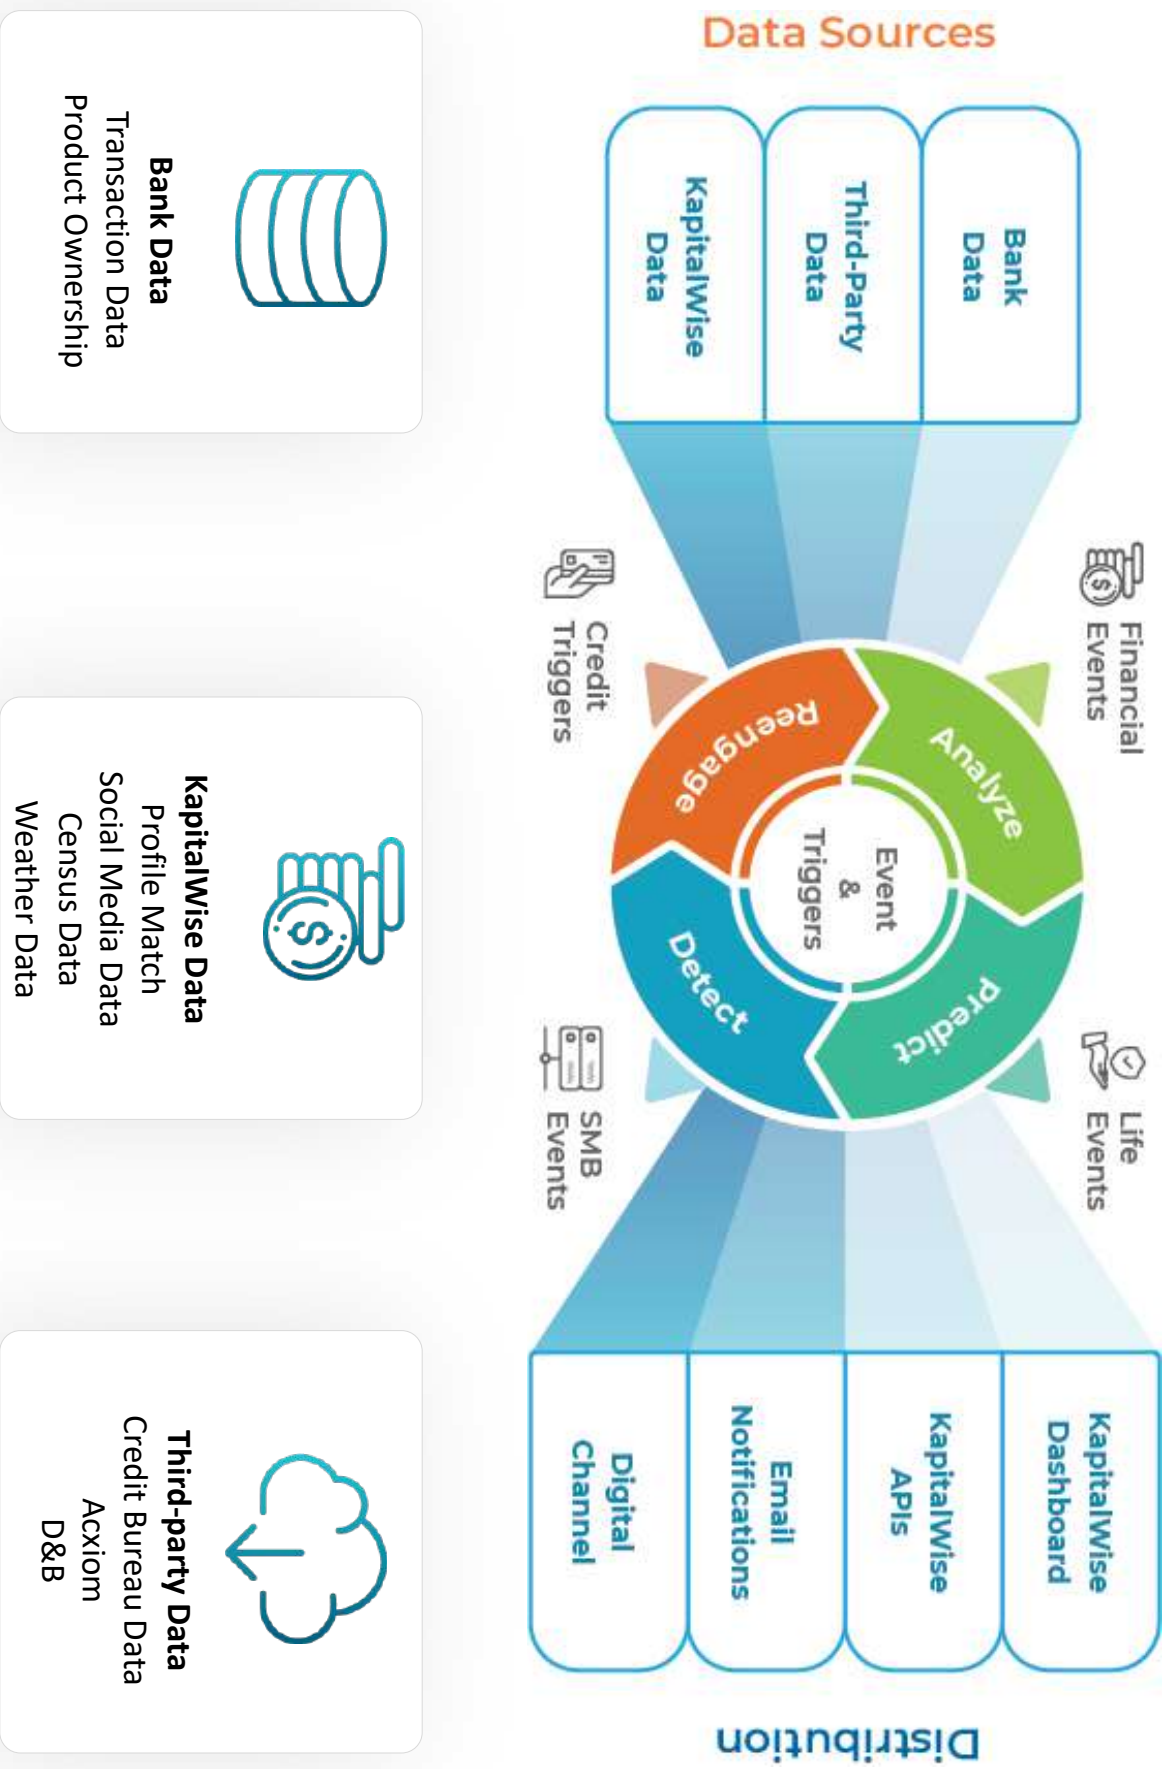 Data Sources
Bank
Data
Third-Party
Data
KapitalWise
Data
Financial
Events
Credit
Triggers
Analyze
Predict
Detect
Reengage
Event
&
Triggers
Life
Events
SMB
Events
KapitalWise
Dashboard
KapitalWise
APIs
Email
Notifications
Digital
Channel
Distribution
Bank Data
Transaction Data
Product Ownership
KapitalWise Data
Profile Match
Social Media Data
Census Data
Weather Data
Third-party Data
Credit Bureau Data
Acxiom
D&B